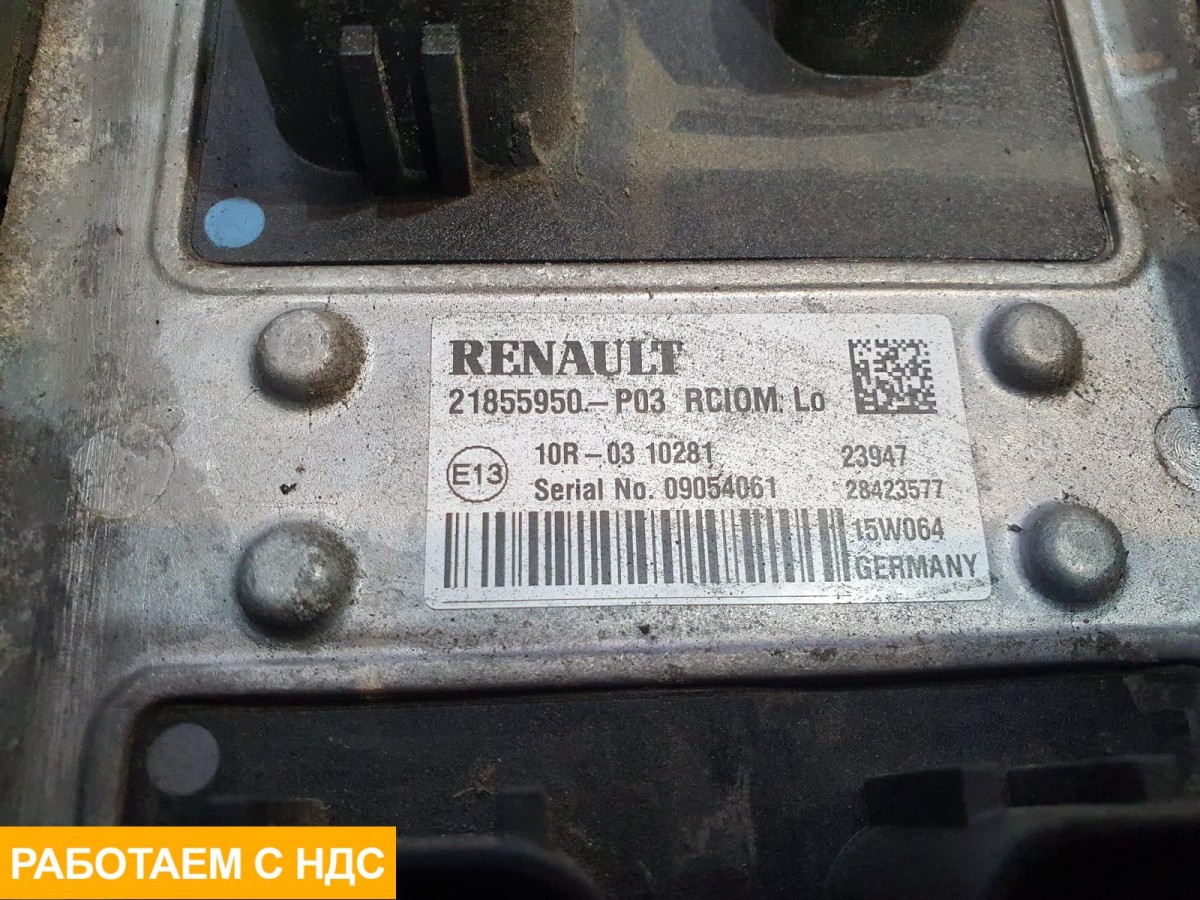 RENAULT
21855950.-P03 RCIOM. Lo
E13
10R-03 10281
23947
Serial No. 09054061
28423577
15W064
GERMANY
РАБОТАЕМ С НДС